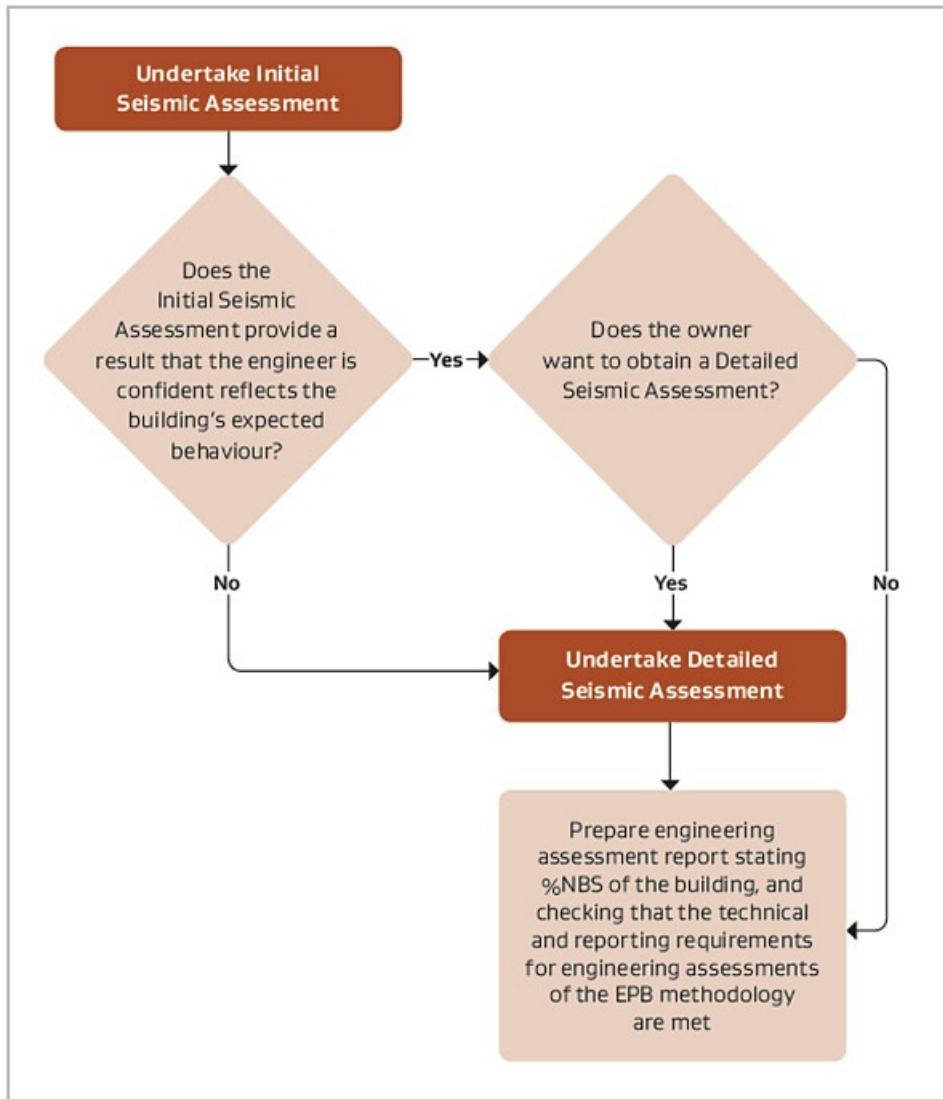 Undertake Initial
Seismic Assessment
Does the
Initial Seismic
Assessment provide a
result that the engineer is
confident reflects the
building's expected
behaviour?
Yes
Does the owner
want to obtain a Detailed
Seismic Assessment?
No
Yes
No
Undertake Detailed
Seismic Assessment
Prepare engineering
assessment report stating
%NBS of the building, and
checking that the technical
and reporting requirements
for engineering assessments
of the EPB methodology
are met